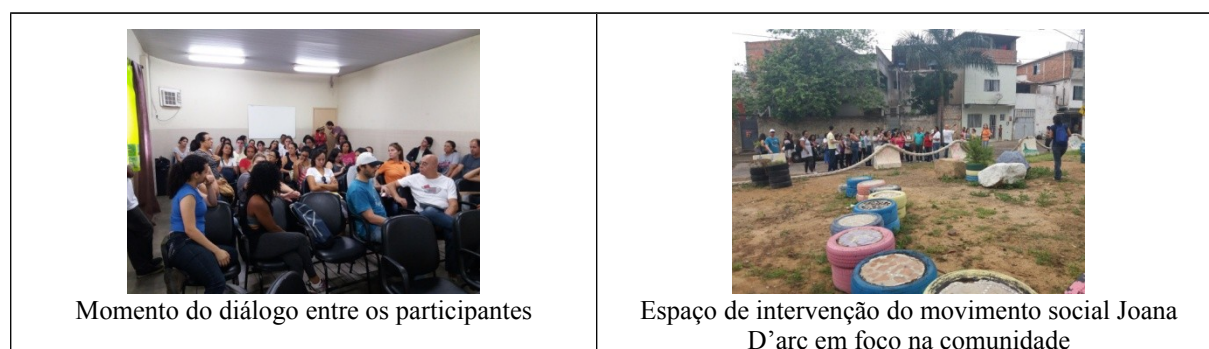 Momento do diálogo entre os participantes
Espaço de intervenção do movimento social Joana
D’arc em foco na comunidade